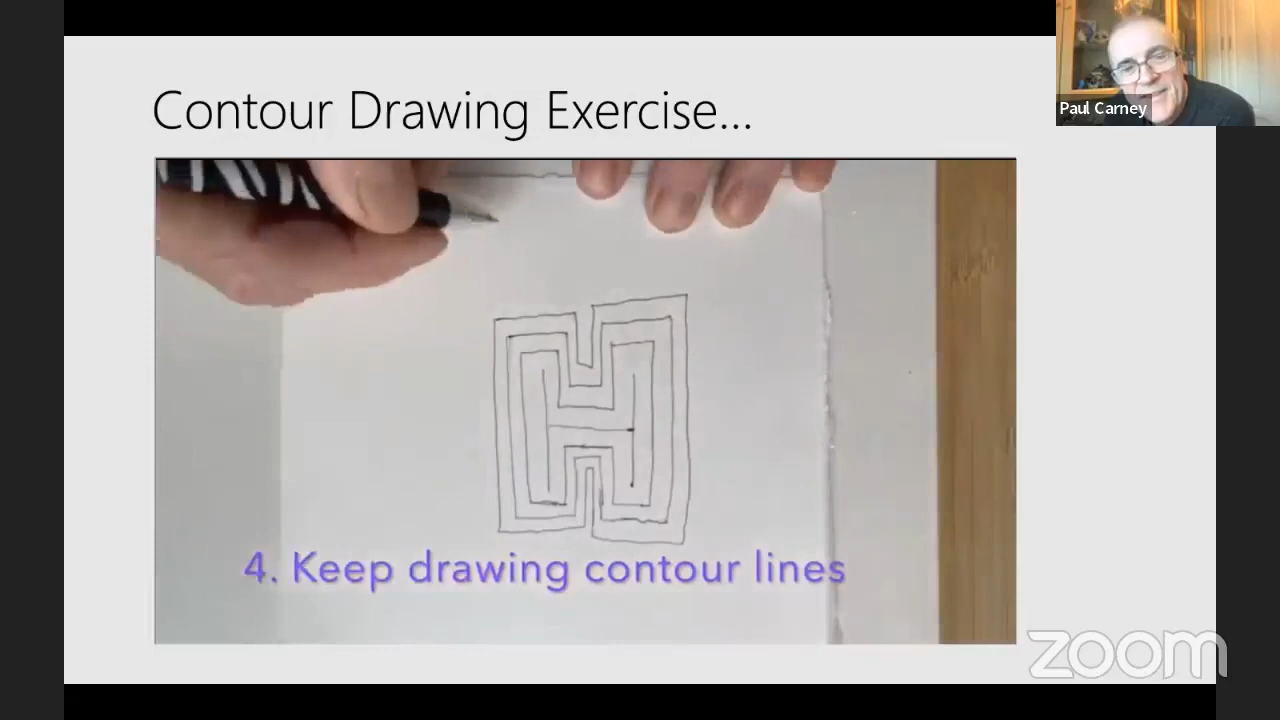 Contour Drawing Exercise...
Paul Carney
H
4. Keep drawing contour lines
zoom